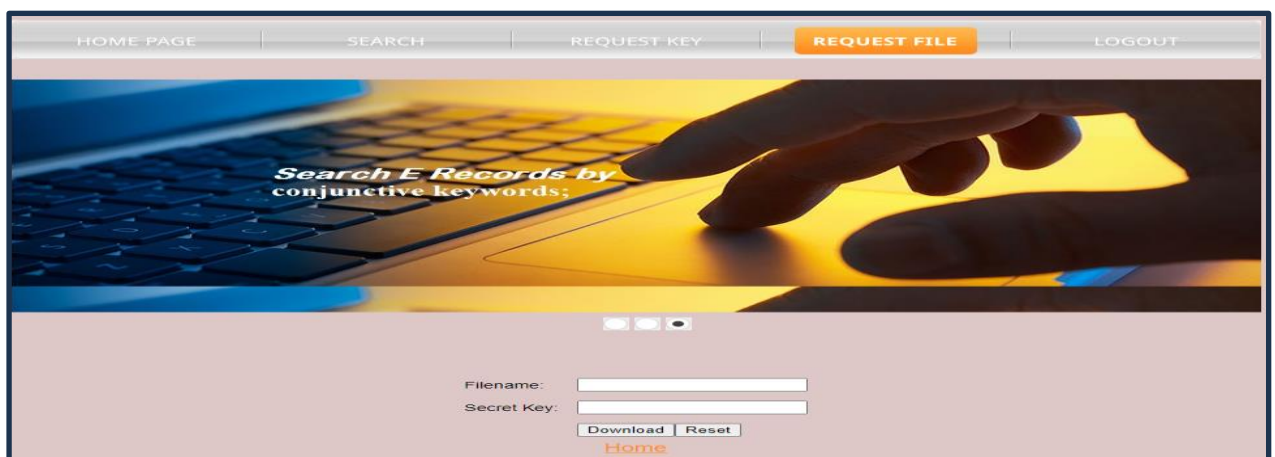 HOME PAGE SEARCH REQUEST KEY REQUEST FILE LOGOUT
Search E Records by
conjunctive keywords;
Filename:
Secret Key:
Download Reset
Home